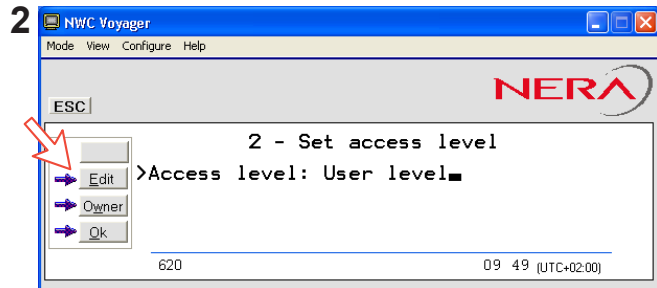 2
NWC Voyager
Mode View Configure Help
NERA
ESC
2 - Set access level
Edit >Access level: User level
Owner
Ok
620 09 49 (UTC+02:00)